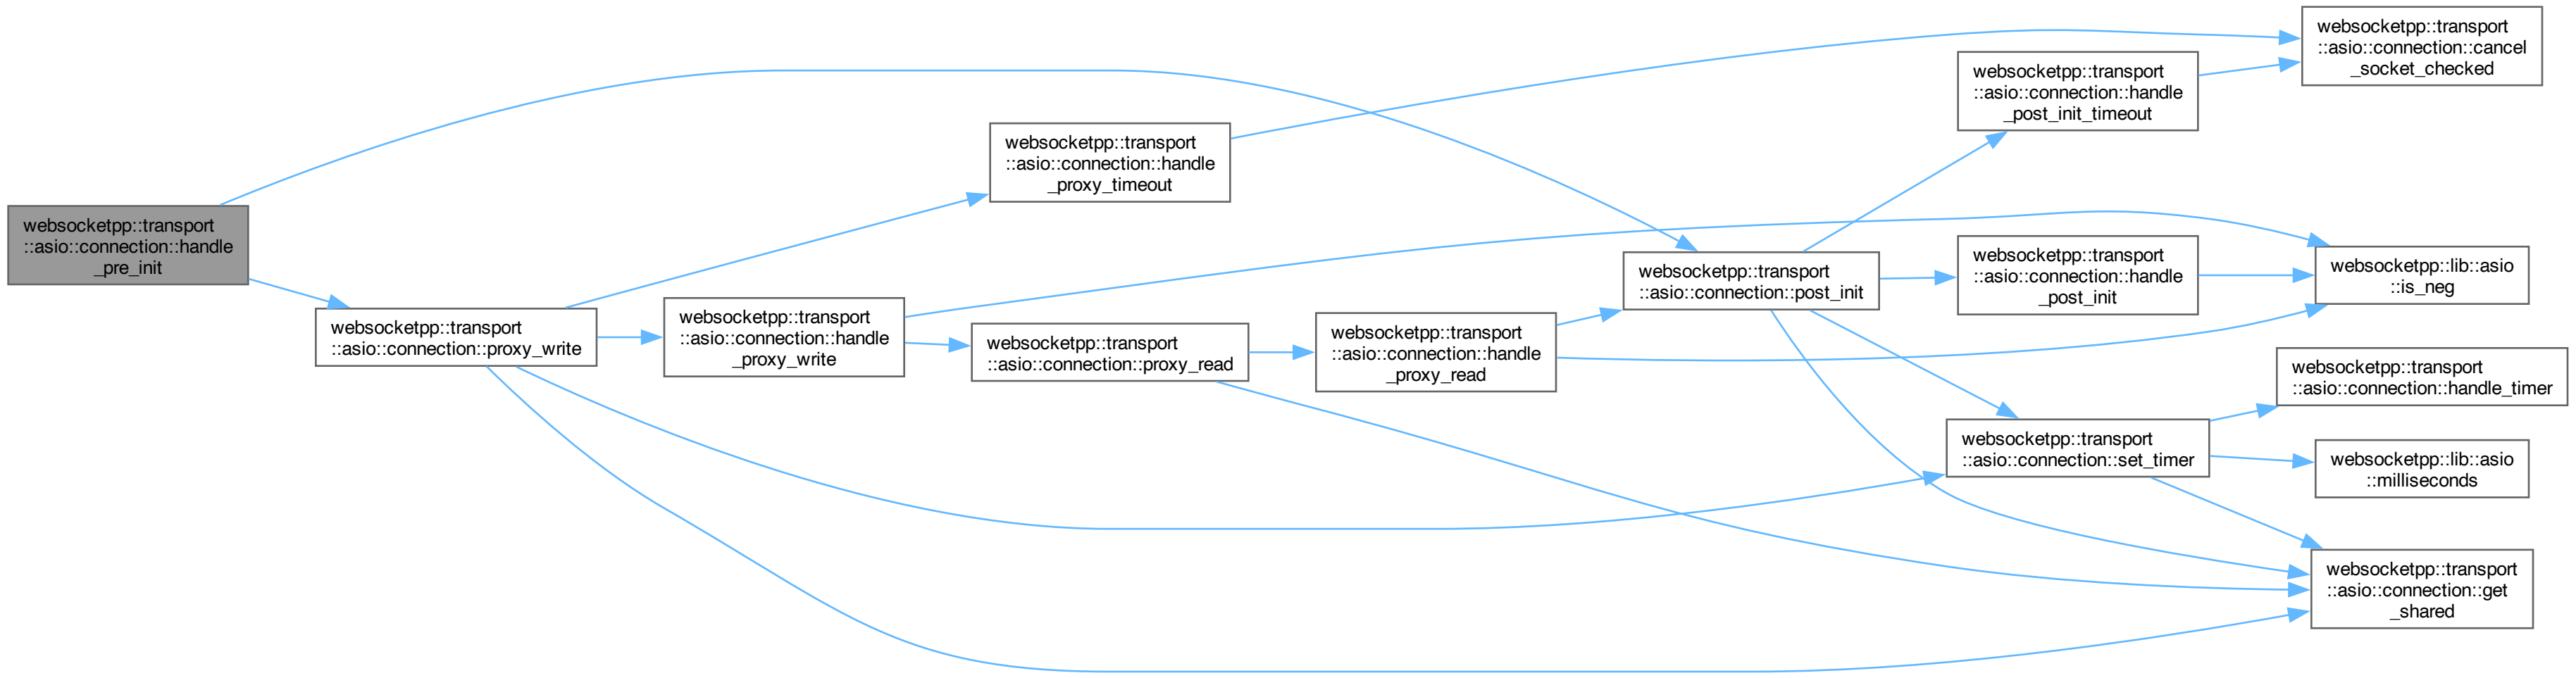 websocketpp::transport
::asio::connection::handle
_pre_init
websocketpp::transport
::asio::connection::proxy_write
websocketpp::transport
::asio::connection::handle
_proxy_write
websocketpp::transport
::asio::connection::handle
_proxy_timeout
websocketpp::transport
::asio::connection::proxy_read
websocketpp::transport
::asio::connection::handle
_proxy_read
websocketpp::transport
::asio::connection::post_init
websocketpp::transport
::asio::connection::handle
_post_init_timeout
websocketpp::transport
::asio::connection::handle
_post_init
websocketpp::transport
::asio::connection::set_timer
websocketpp::transport
::asio::connection::cancel
_socket_checked
websocketpp::lib::asio
::is_neg
websocketpp::transport
::asio::connection::handle_timer
websocketpp::lib::asio
::milliseconds
websocketpp::transport
::asio::connection::get
_shared